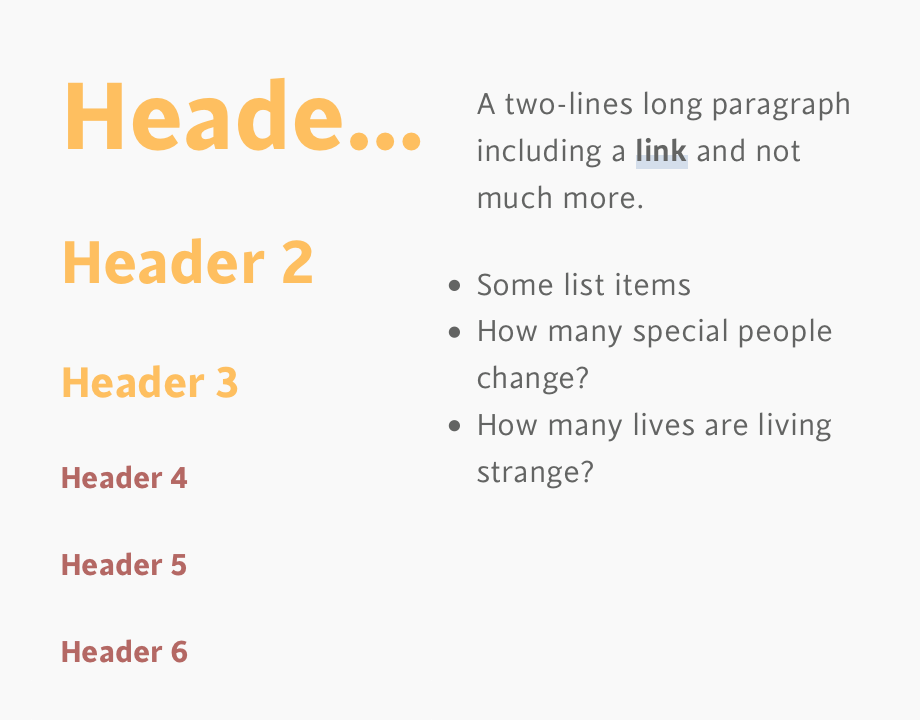 Heade...
Header 2
Header 3
Header 4
Header 5
Header 6
A two-lines long paragraph
including a link and not
much more.
• Some list items
• How many special people
change?
• How many lives are living
strange?